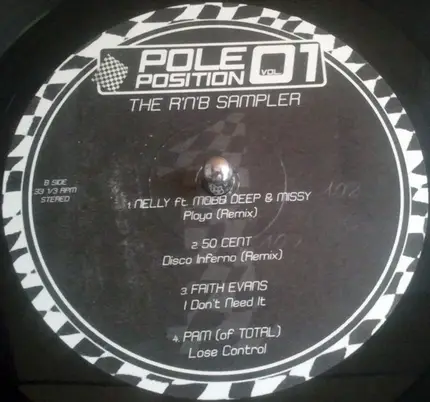 POLE POSITION VOL. 01
THE R'N'B SAMPLER
B SIDE
33 1/3 RPM
STEREO
1. NELLY ft. MOBB DEEP & MISSY
Playa (Remix)
2. 50 CENT
Disco Inferno (Remix)
3. FAITH EVANS
I Don't Need It
4. PAM (of TOTAL)
Lose Control